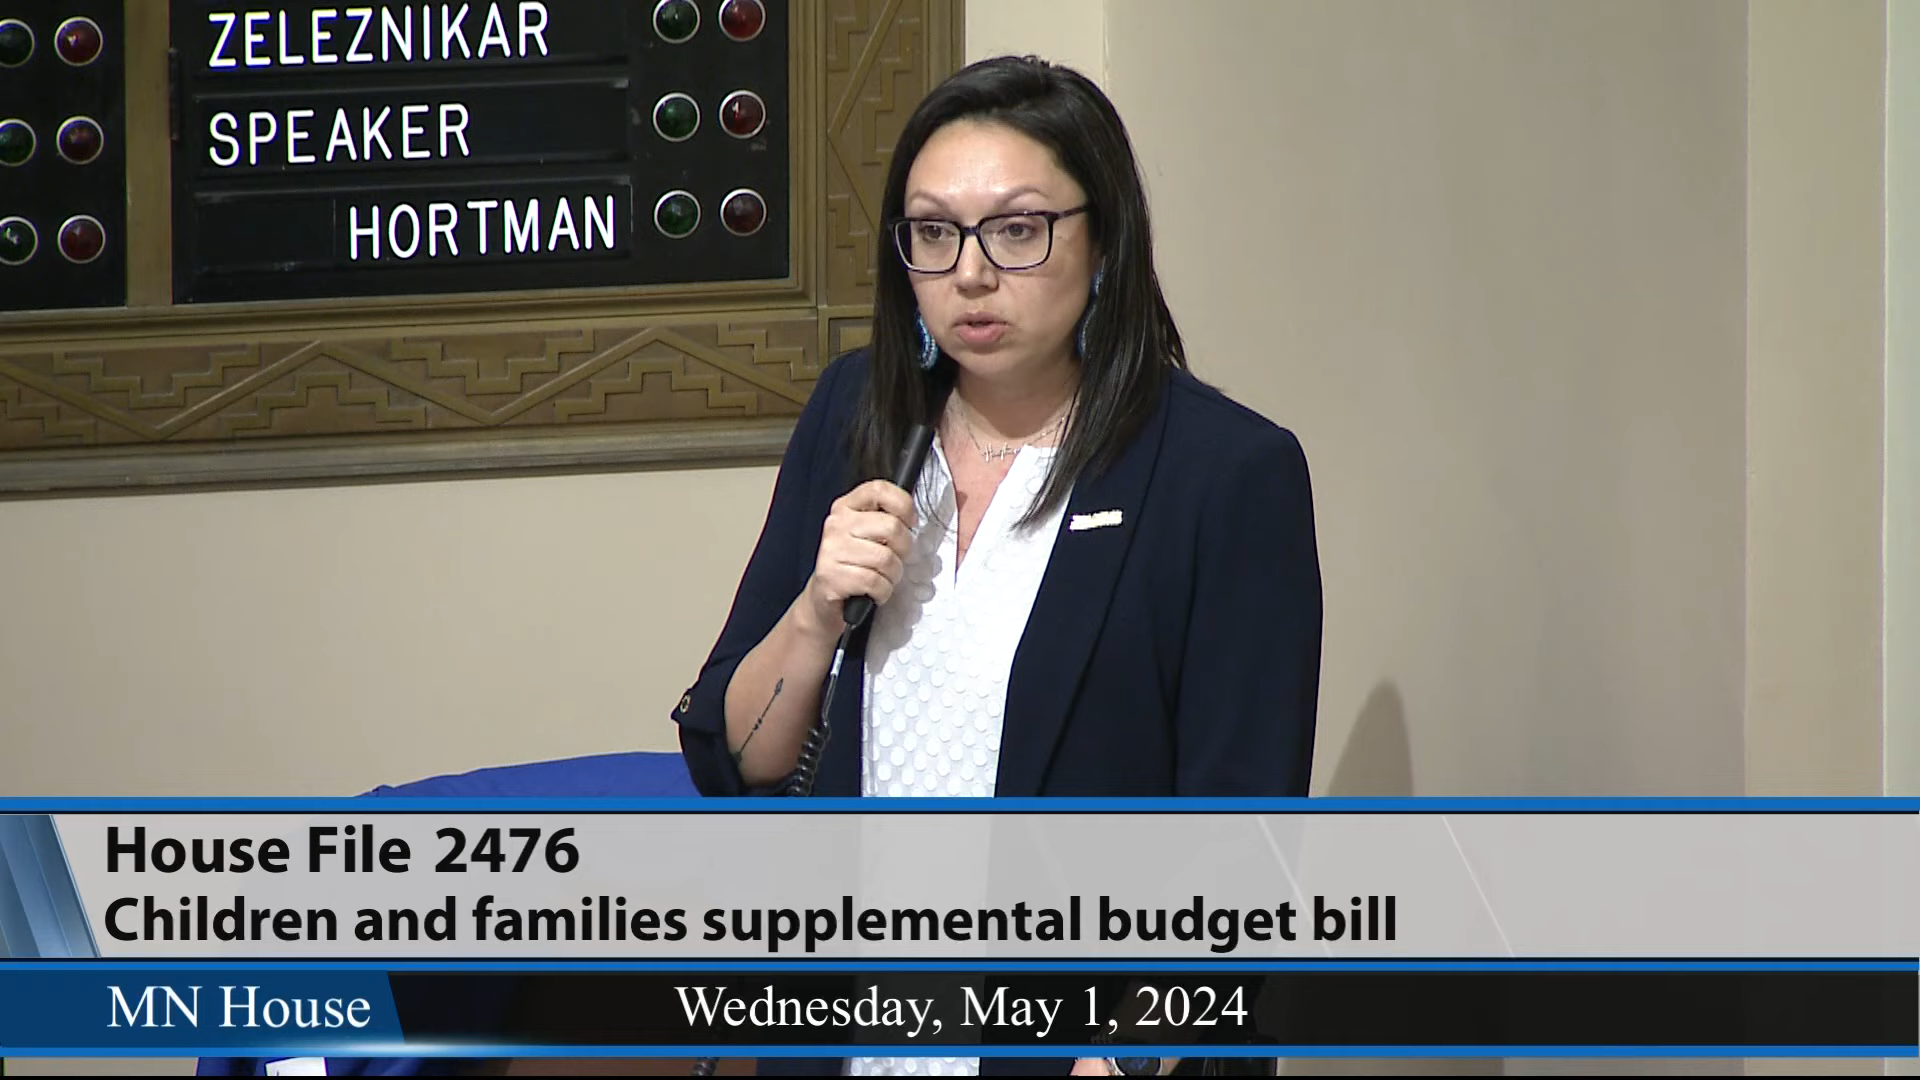 ZELEZNIKAR
SPEAKER
HORTMAN
House File 2476
Children and families supplemental budget bill
MN House
Wednesday, May 1, 2024